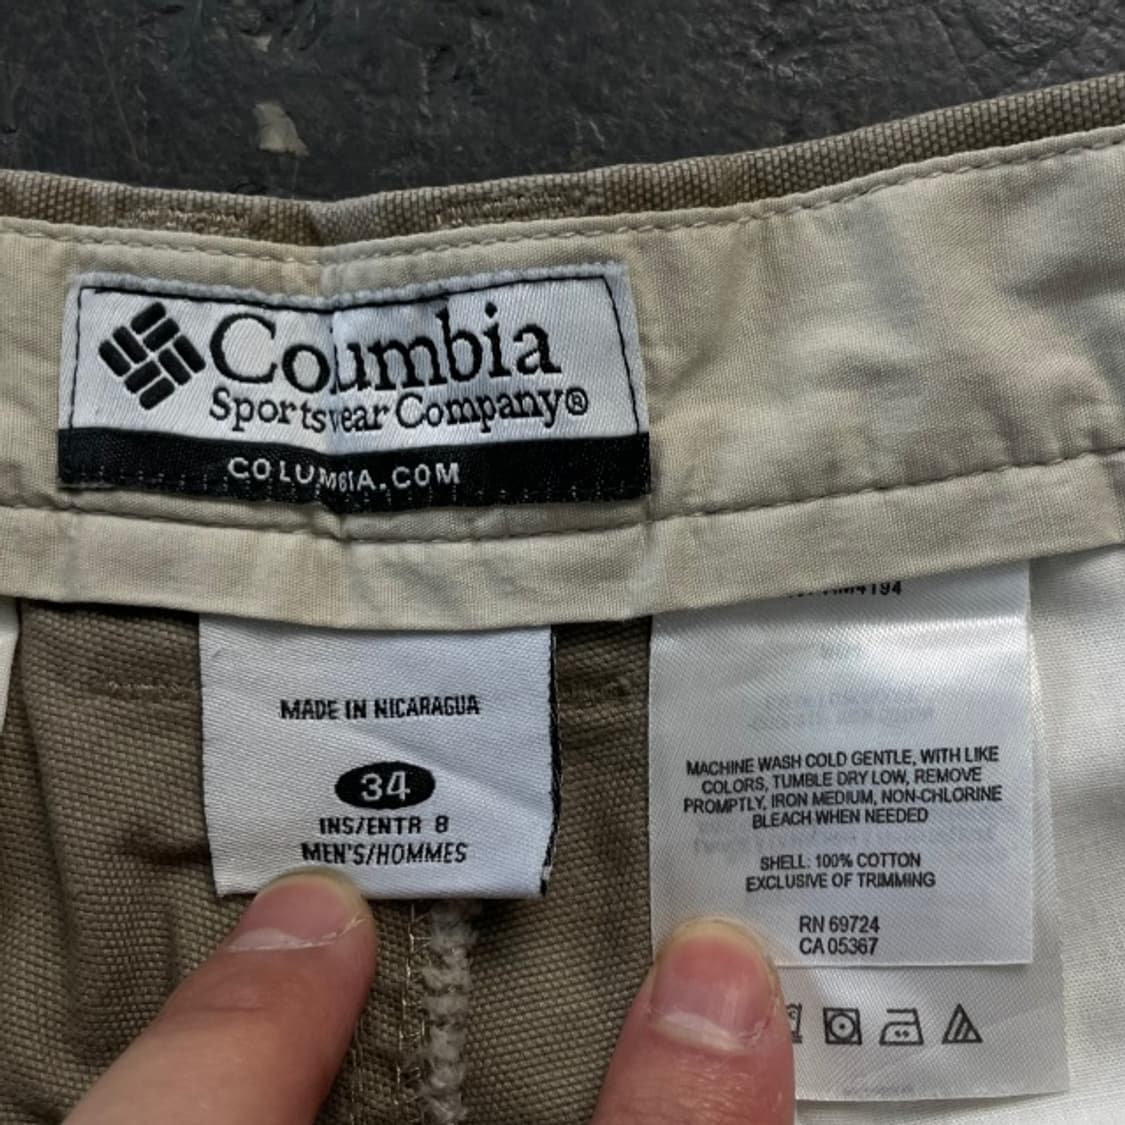 Columbia
Sportswear Company®
COLUMBIA.COM
MADE IN NICARAGUA
34
INS/ENTR 8
MEN'S/HOMMES
MACHINE WASH COLD GENTLE, WITH LIKE
COLORS, TUMBLE DRY LOW, REMOVE
PROMPTLY, IRON MEDIUM, NON-CHLORINE
BLEACH WHEN NEEDED
SHELL: 100% COTTON
EXCLUSIVE OF TRIMMING
RN 69724
CA 05367